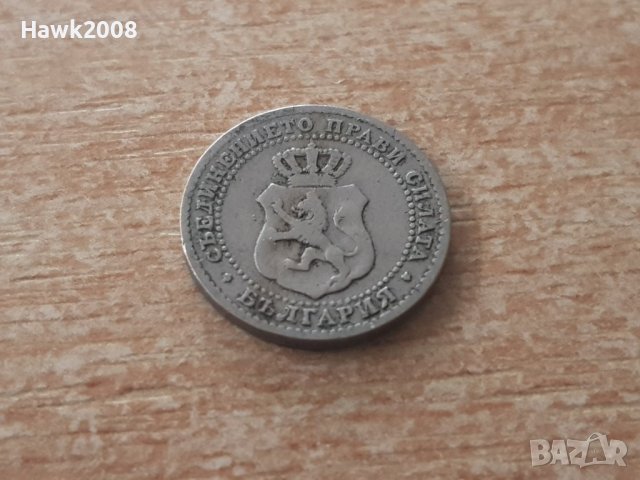 Hawk2008
СЪЕДИНЕНИЕТО ПРАВИ СИЛАТА
БЪЛГАРИЯ
BAZAR